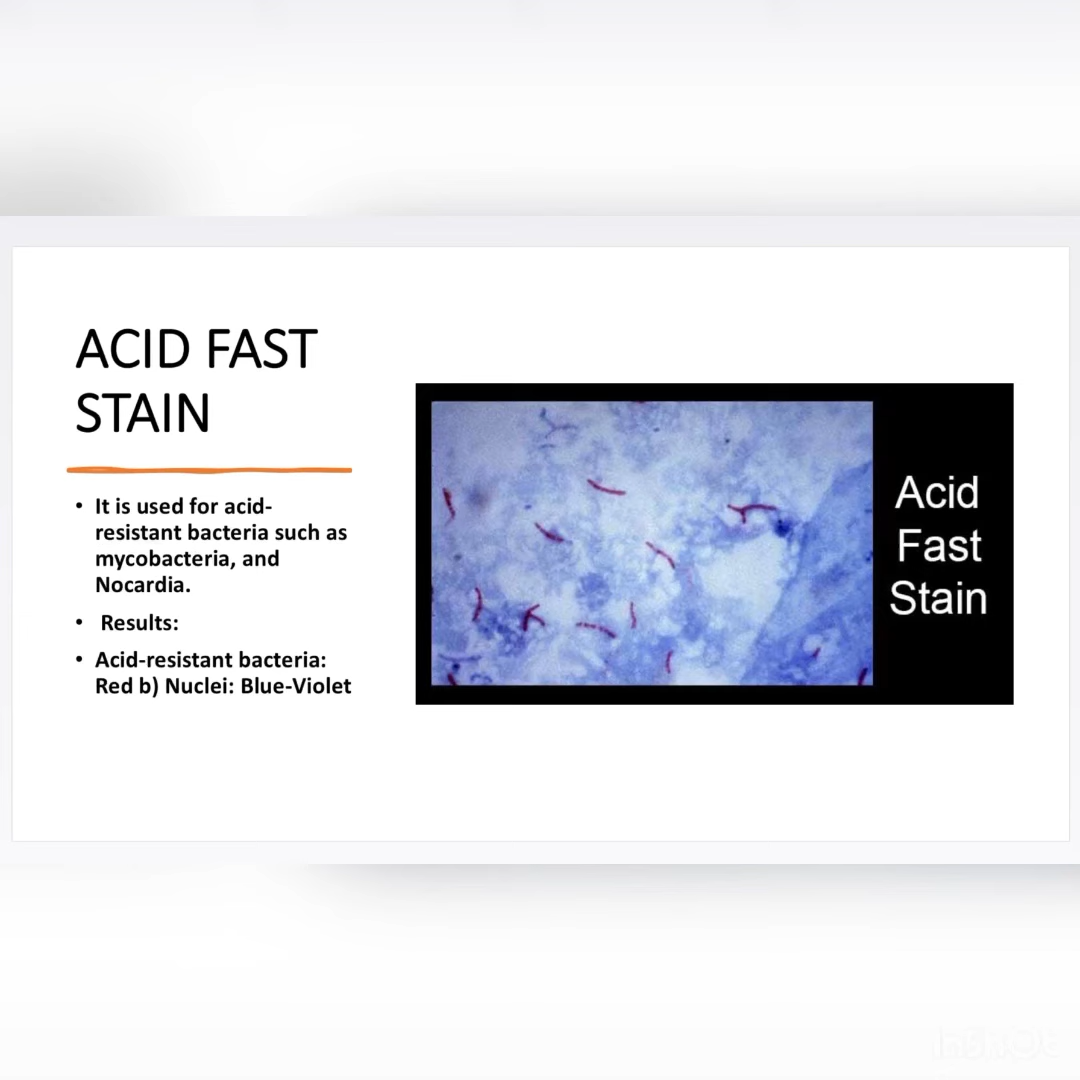 ACID FAST
STAIN
• It is used for acid-
resistant bacteria such as
mycobacteria, and
Nocardia.
• Results:
• Acid-resistant bacteria:
Red b) Nuclei: Blue-Violet
Acid
Fast
Stain
InShOt